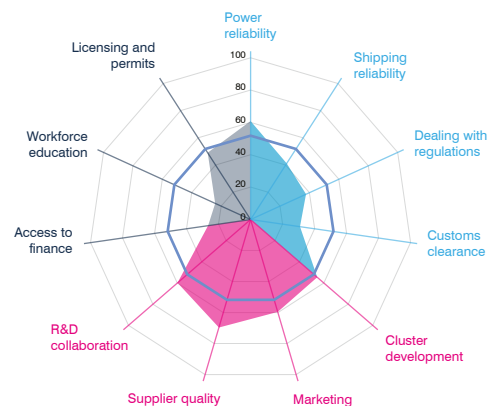 Power
reliability
Licensing and
permits
Shipping
reliability
100
80
60
40
20
0
Workforce
education
Dealing with
regulations
Access to
finance
Customs
clearance
R&D
collaboration
Cluster
development
Supplier quality
Marketing